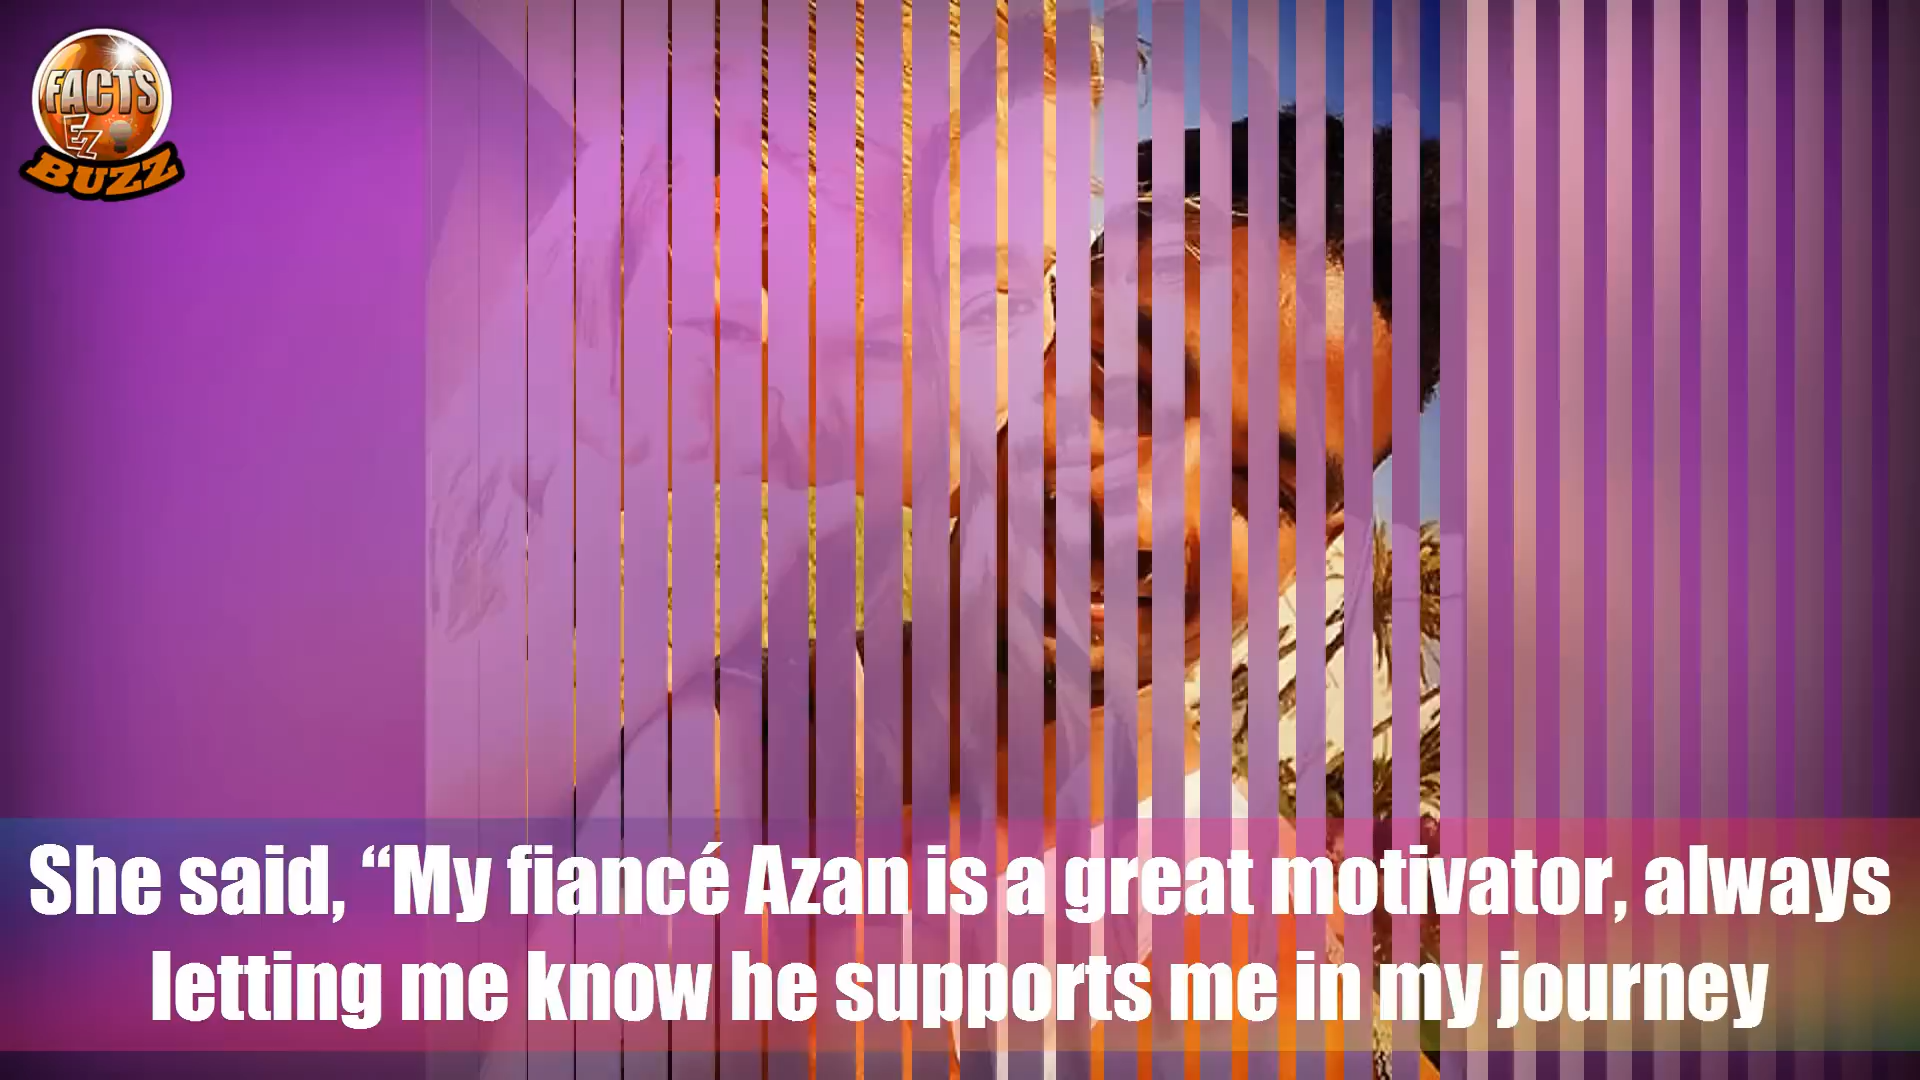 FACTS
EZ
BUZZ
She said, “My fiancé Azan is a great motivator, always
letting me know he supports me in my journey